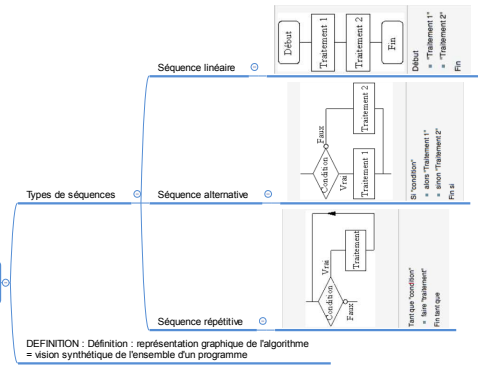 Séquence linéaire
Début
Traitement 1
Traitement 2
Fin
Début
"Traitement 1"
"Traitement 2"
Fin
Types de séquences
Séquence alternative
Condition
Vrai
Faux
Traitement 1
Traitement 2
Si "condition"
alors "Traitement 1"
sinon "Traitement 2"
Fin si
Séquence répétitive
Condition
Vrai
Faux
Traitement
Tant que "condition"
faire "traitement"
Fin tant que
DEFINITION : Définition : représentation graphique de l'algorithme
= vision synthétique de l'ensemble d'un programme